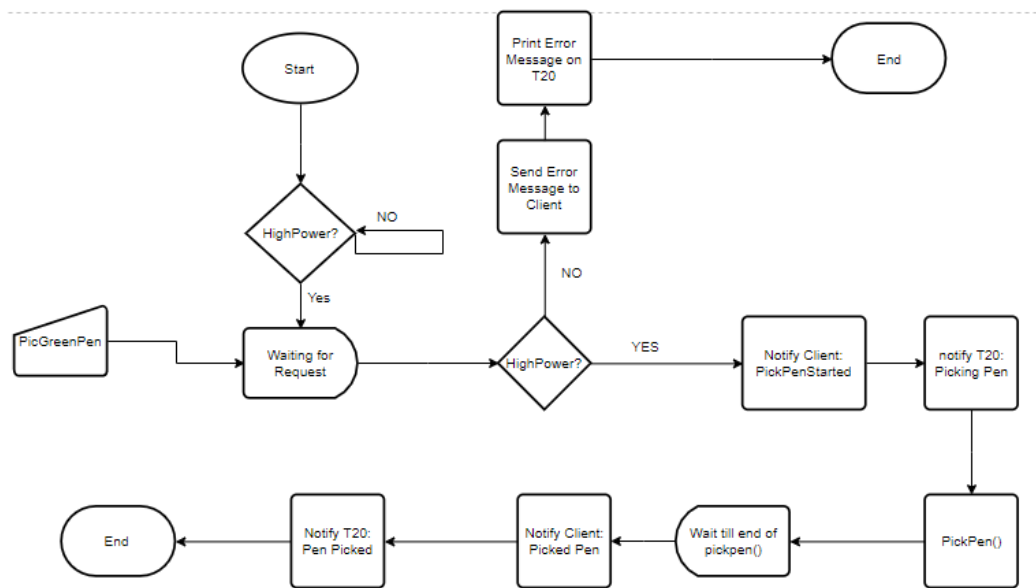 Print Error
Message on
T20
End
Start
Send Error
Message to
Client
NO
HighPower?
NO
Yes
PicGreenPen
Waiting for
Request
HighPower?
YES
Notify Client:
PickPenStarted
notify T20:
Picking Pen
End
Notify T20:
Pen Picked
Notify Client:
Picked Pen
Wait till end of
pickpen()
PickPen()